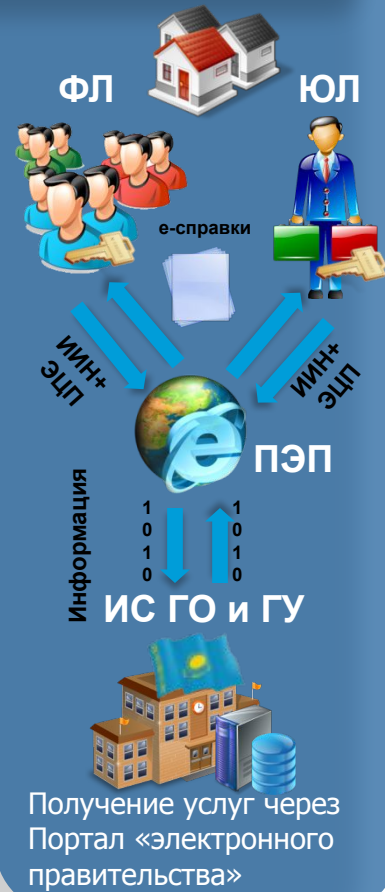 ФЛ
ЮЛ
е-справки
ИИН+
ЭЦП
ИИН+
ЭЦП
ПЭП
Информация
1
0
1
0
1
0
1
0
ИС ГО и ГУ
Получение услуг через
Портал «электронного
правительства»